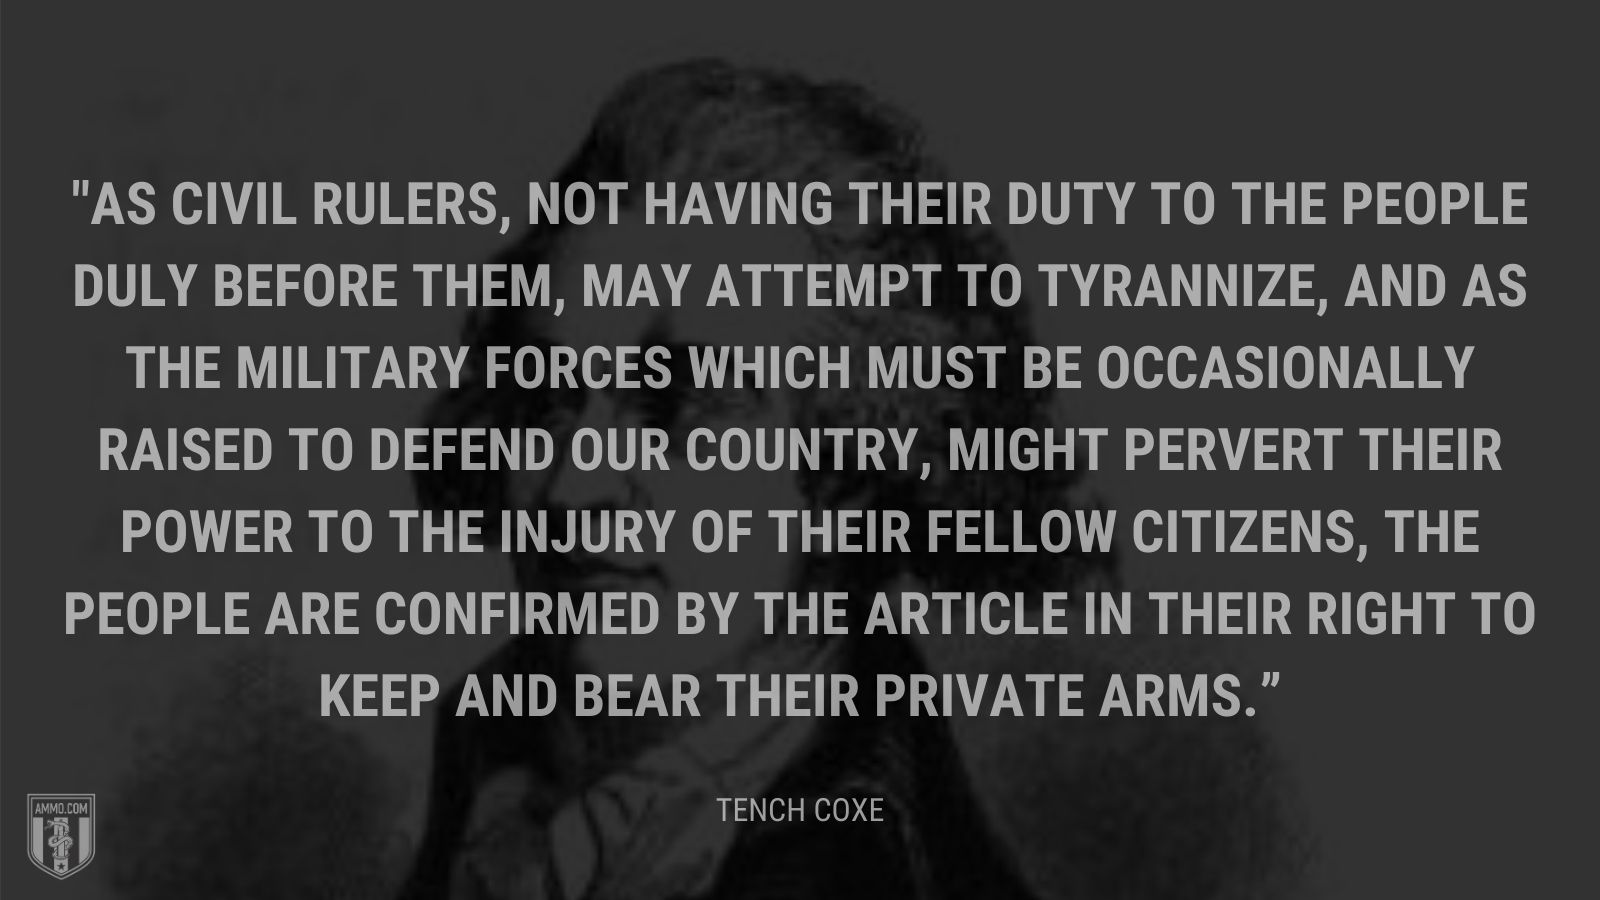 "AS CIVIL RULERS, NOT HAVING THEIR DUTY TO THE PEOPLE
DULY BEFORE THEM, MAY ATTEMPT TO TYRANNIZE, AND AS
THE MILITARY FORCES WHICH MUST BE OCCASIONALLY
RAISED TO DEFEND OUR COUNTRY, MIGHT PERVERT THEIR
POWER TO THE INJURY OF THEIR FELLOW CITIZENS, THE
PEOPLE ARE CONFIRMED BY THE ARTICLE IN THEIR RIGHT TO
KEEP AND BEAR THEIR PRIVATE ARMS.”
TENCH COXE
AMMO.COM